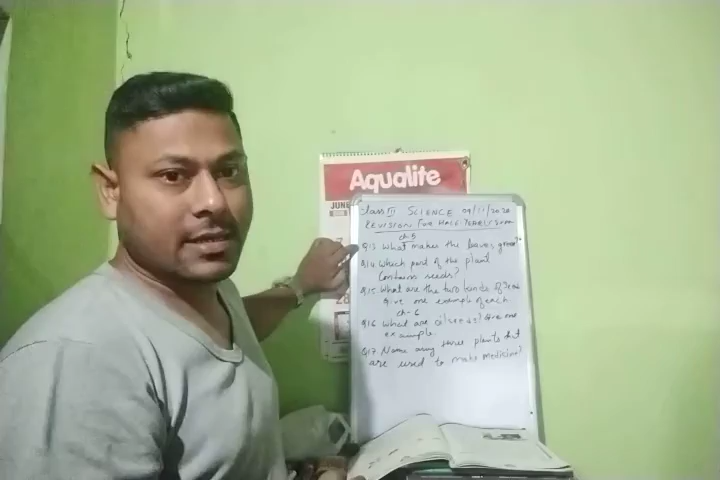 Aqualite
JUNE
Class III SCIENCE 09/11/2020
REVISION FOR HALF YEARLY EXAM
ch-5
Q13 What makes the leaves green?
Q14 Which part of the plant
contains seeds?
Q15 What are the two kinds of
Give one example of each
ch-6
Q16 What are oilseeds? Give one
example.
Q17 Name any three plants that
are used to make medicine?
28